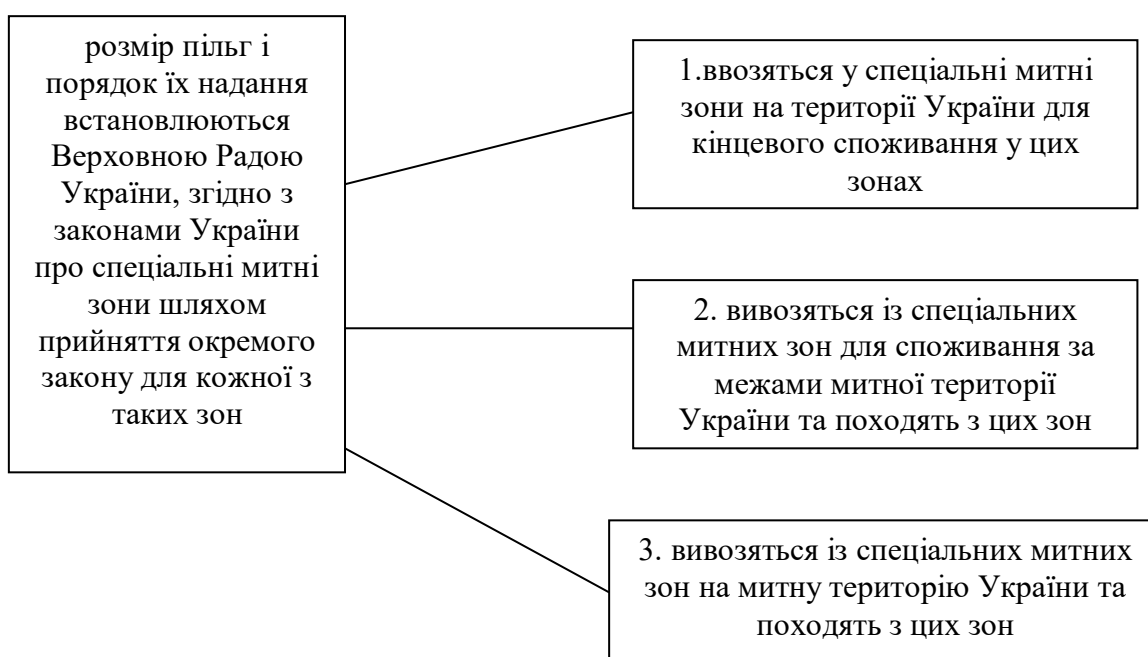 розмір пільг і
порядок їх надання
встановлюються
Верховною Радою
України, згідно з
законами України
про спеціальні митні
зони шляхом
прийняття окремого
закону для кожної з
таких зон
1.ввозяться у спеціальні митні
зони на території України для
кінцевого споживання у цих
зонах
2. вивозяться із спеціальних
митних зон для споживання за
межами митної території
України та походять з цих зон
3. вивозяться із спеціальних митних
зон на митну територію України та
походять з цих зон